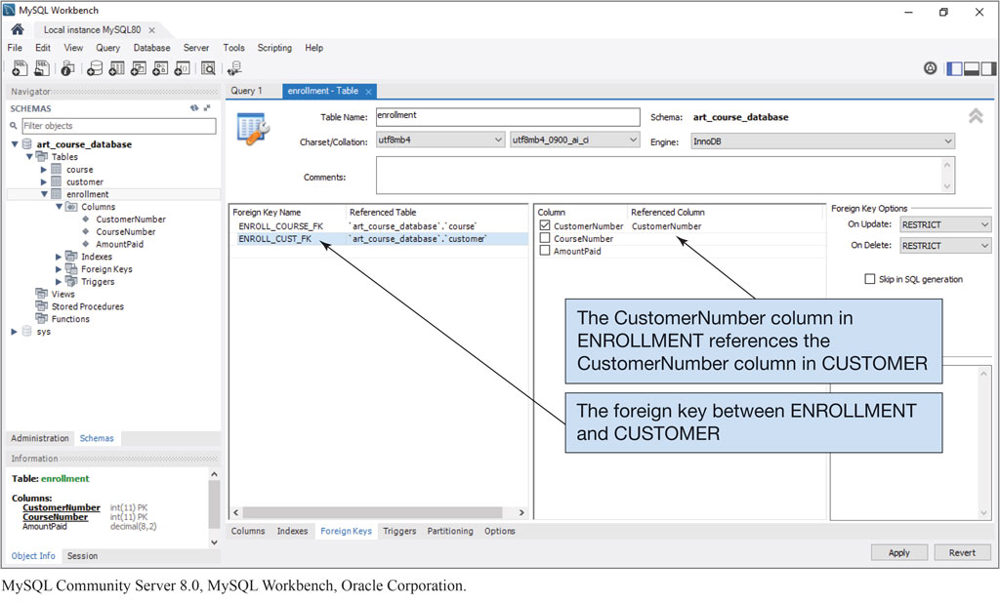 MySQL Workbench
Local instance MySQL80
File Edit View Query Database Server Tools Scripting Help
Navigator
SCHEMAS
Filter objects
art_course_database
Tables
course
customer
enrollment
Columns
CustomerNumber
CourseNumber
AmountPaid
Indexes
Foreign Keys
Triggers
Views
Stored Procedures
Functions
sys
Administration Schemas
Information
Table: enrollment
Columns:
CustomerNumber int(11) PK
CourseNumber int(11) PK
AmountPaid decimal(8,2)
Object Info Session
Query 1 enrollment - Table
Table Name: enrollment Schema: art_course_database
Charset/Collation: utf8mb4 utf8mb4_0900_ai_ci Engine: InnoDB
Comments:
Foreign Key Name Referenced Table
ENROLL_COURSE_FK `art_course_database`.`course`
ENROLL_CUST_FK `art_course_database`.`customer`
Column Referenced Column
CustomerNumber CustomerNumber
CourseNumber
AmountPaid
Foreign Key Options
On Update: RESTRICT
On Delete: RESTRICT
Skip in SQL generation
The CustomerNumber column in
ENROLLMENT references the
CustomerNumber column in CUSTOMER
The foreign key between ENROLLMENT
and CUSTOMER
Columns Indexes Foreign Keys Triggers Partitioning Options
Apply Revert
MySQL Community Server 8.0, MySQL Workbench, Oracle Corporation.